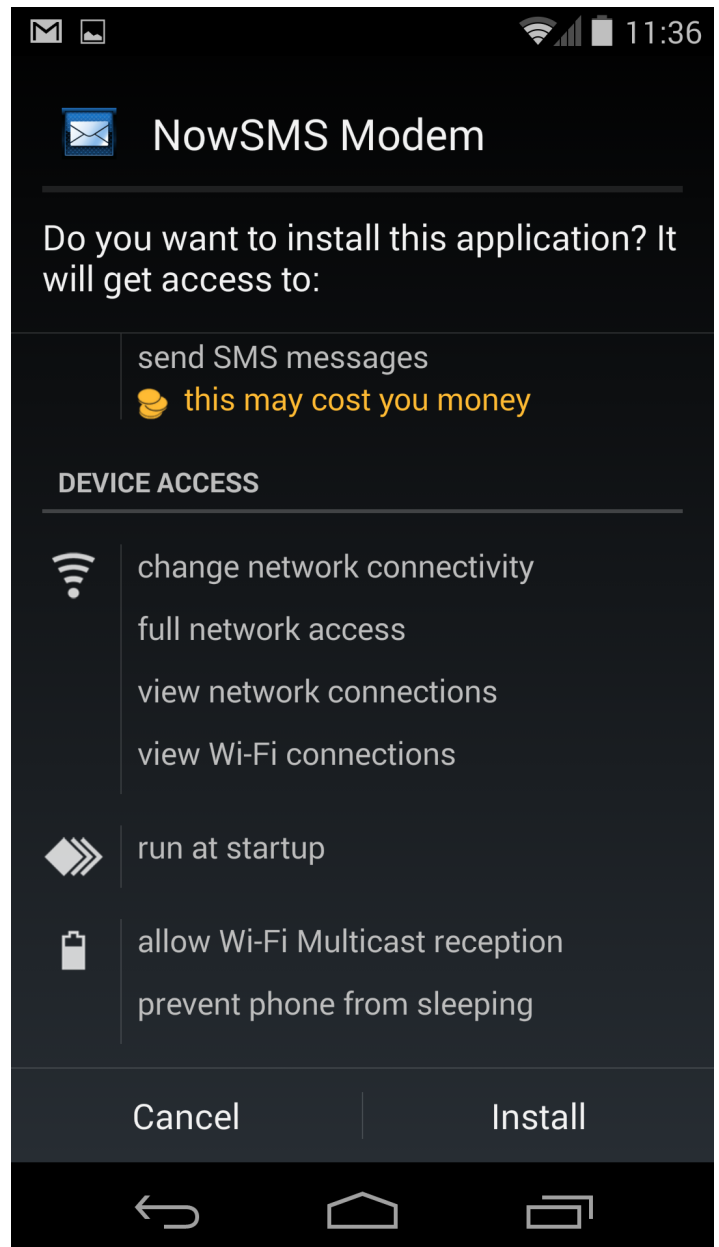 11:36
NowSMS Modem
Do you want to install this application? It
will get access to:
send SMS messages
this may cost you money
DEVICE ACCESS
change network connectivity
full network access
view network connections
view Wi-Fi connections
run at startup
allow Wi-Fi Multicast reception
prevent phone from sleeping
Cancel Install